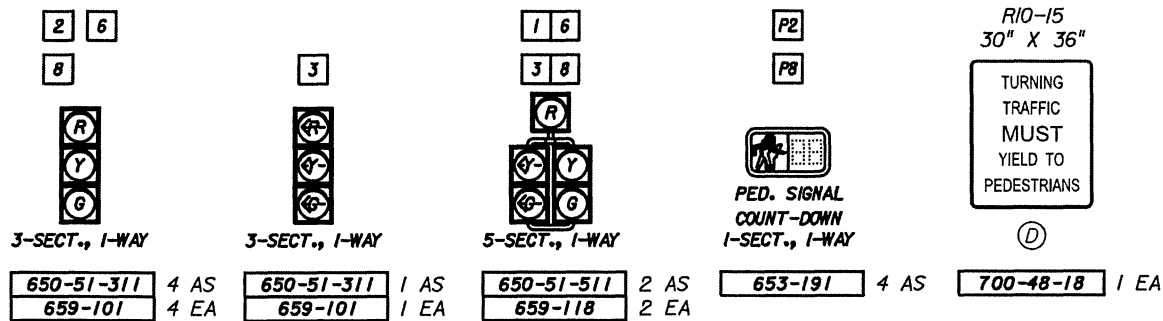 2 6
8
R
Y
G
3-SECT., 1-WAY
650-51-311 4 AS
659-101 4 EA
3
R
Y
G
3-SECT., 1-WAY
650-51-311 1 AS
659-101 1 EA
1 6
3 8
R
Y Y
G G
5-SECT., 1-WAY
650-51-511 2 AS
659-118 2 EA
P2
P8
PED. SIGNAL
COUNT-DOWN
1-SECT., 1-WAY
653-191 4 AS
R10-15
30" X 36"
TURNING
TRAFFIC
MUST
YIELD TO
PEDESTRIANS
D
700-48-18 1 EA